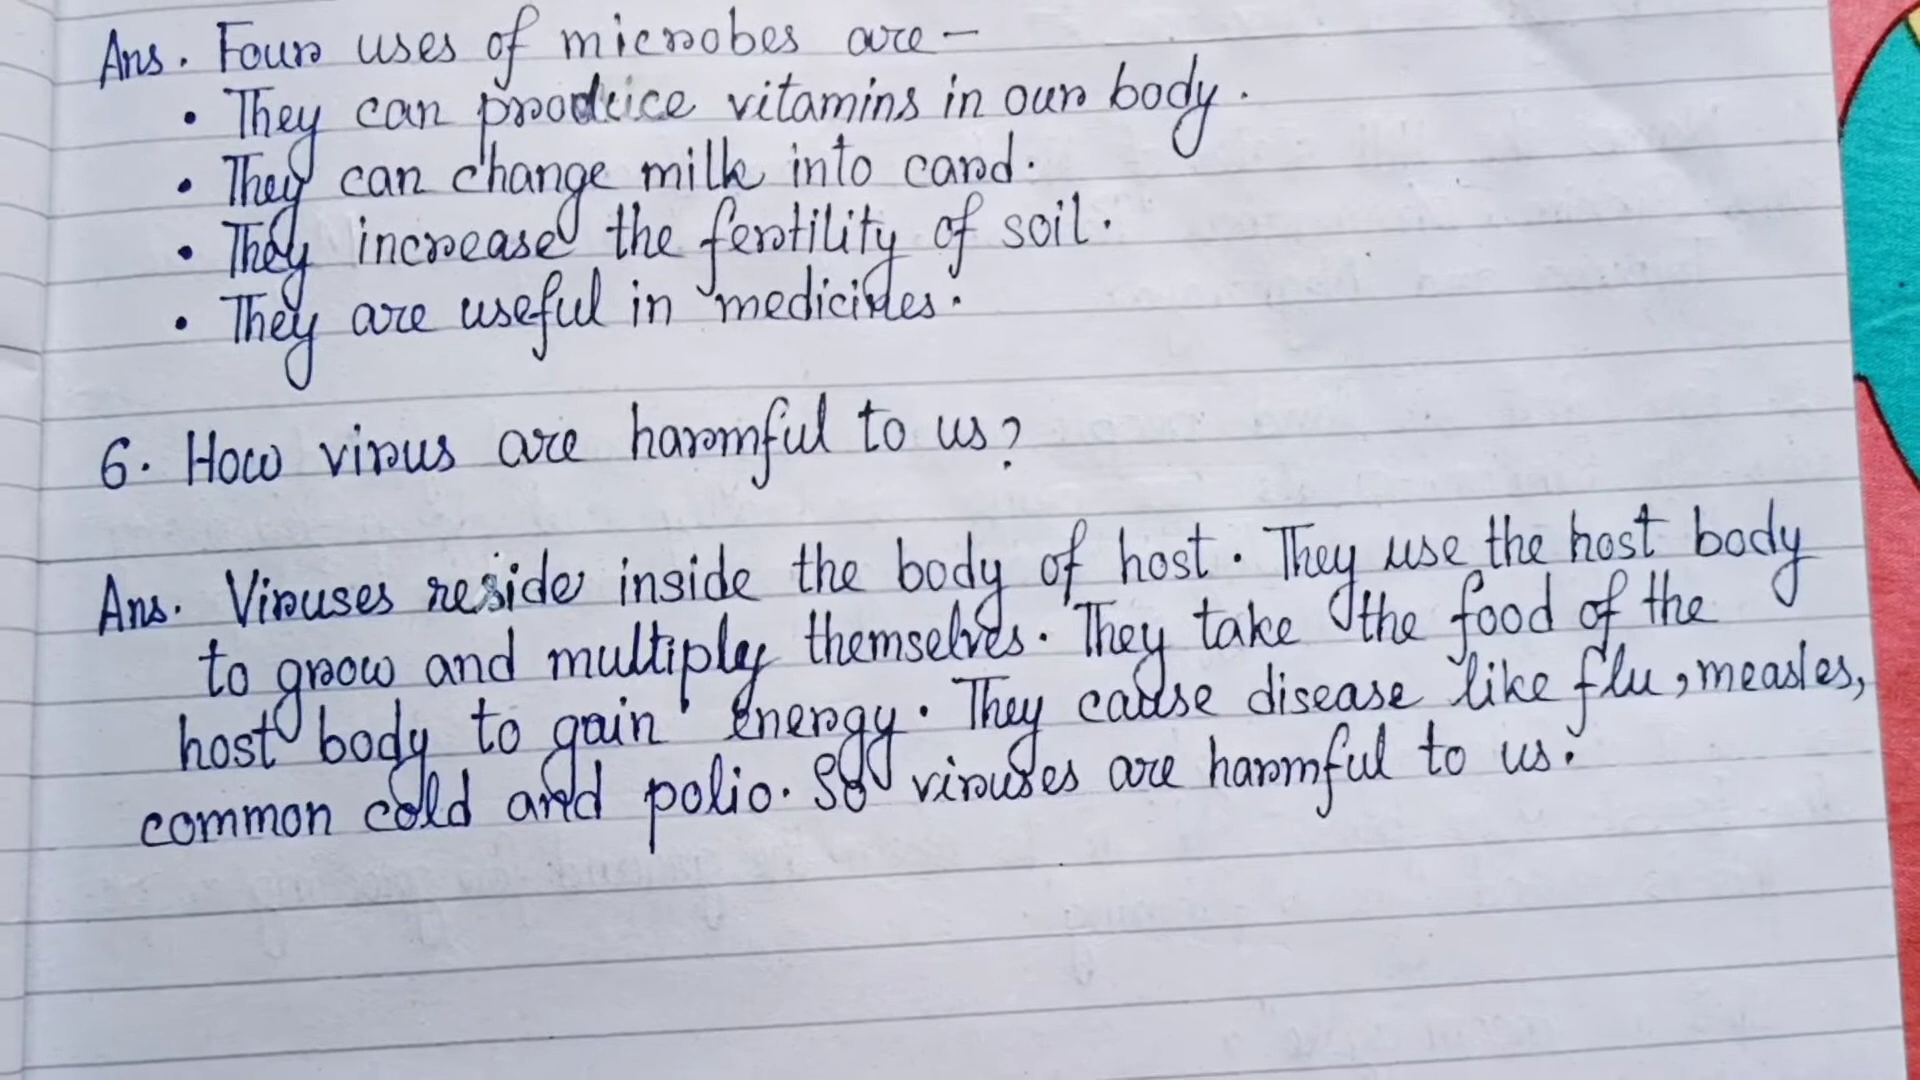 Ans. Four uses of microbes are-
• They can produce vitamins in our body.
• They can change milk into card.
• They increase the fertility of soil.
• They are useful in medicines.
6. How virus are harmful to us?
Ans. Viruses reside inside the body of host. They use the host body
to grow and multiply themselves. They take the food of the
host body to gain energy. They cause disease like flu, measles,
common cold and polio. So viruses are harmful to us.